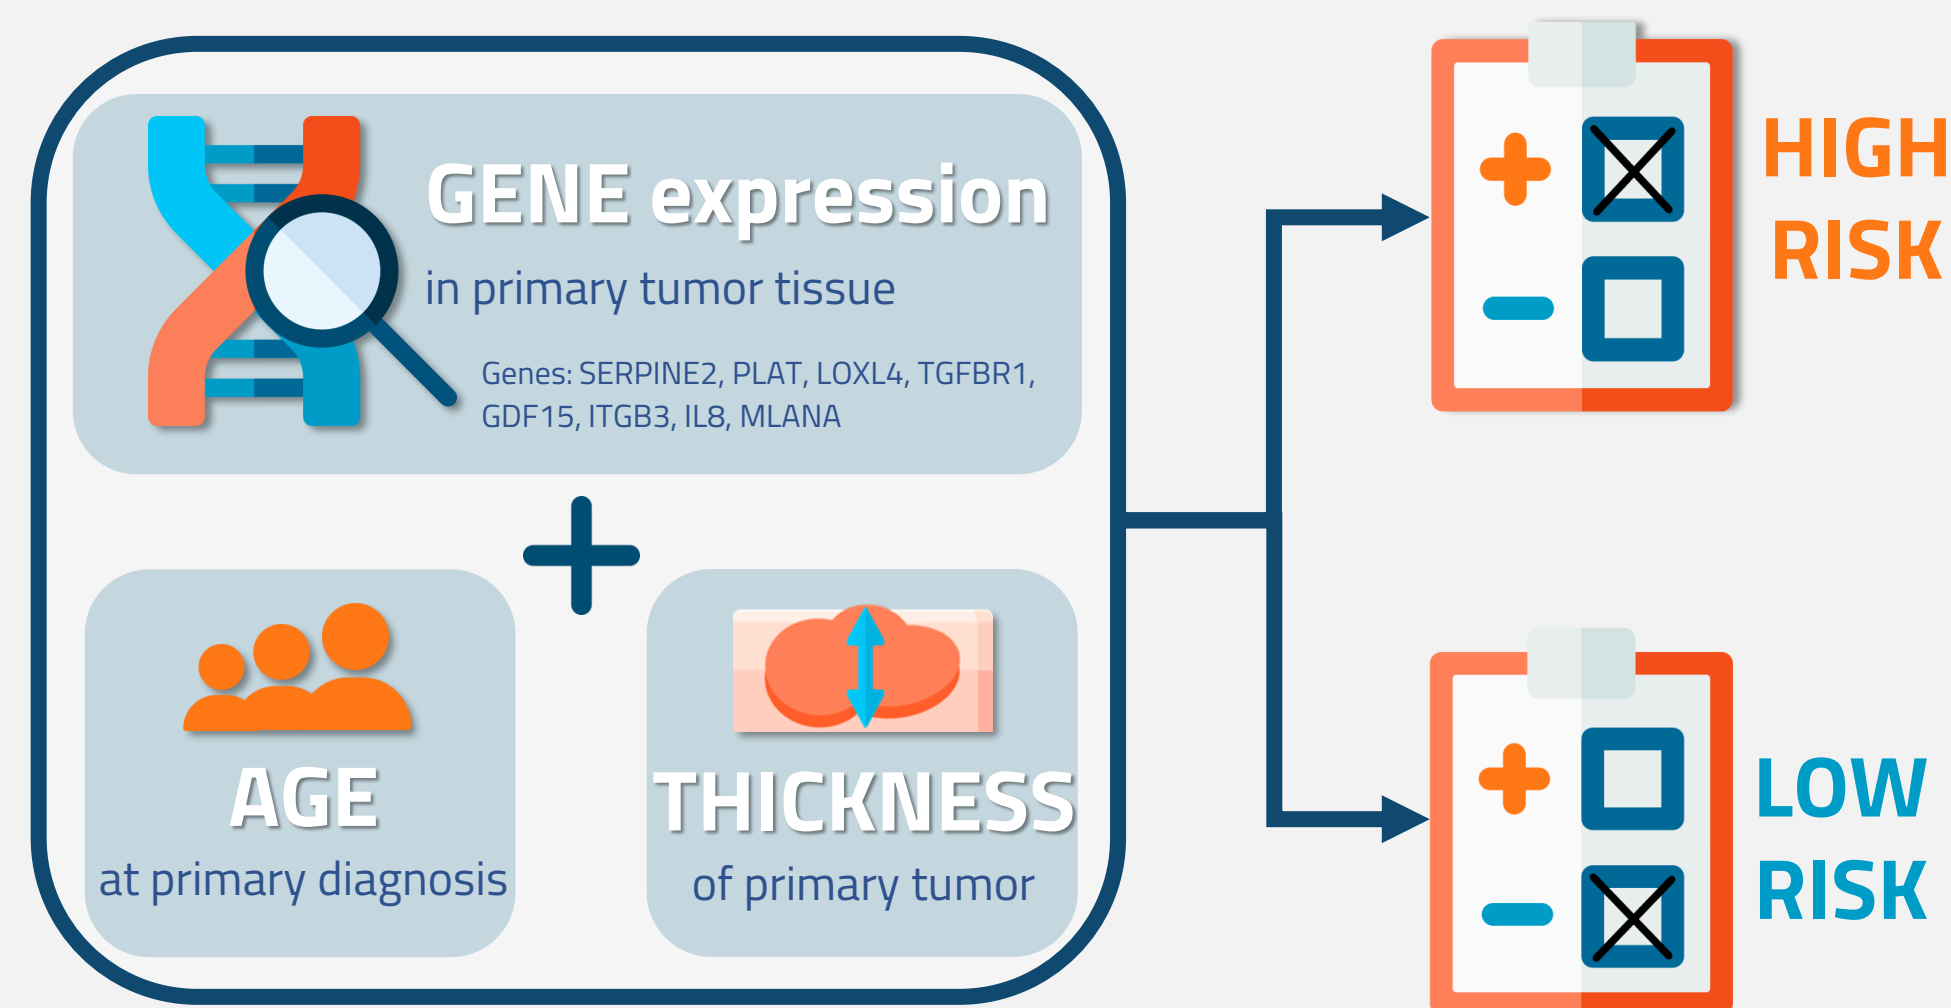 GENE expression
in primary tumor tissue
Genes: SERPINE2, PLAT, LOXL4, TGFBR1,
GDF15, ITGB3, IL8, MLANA
AGE
at primary diagnosis
THICKNESS
of primary tumor
HIGH
RISK
LOW
RISK